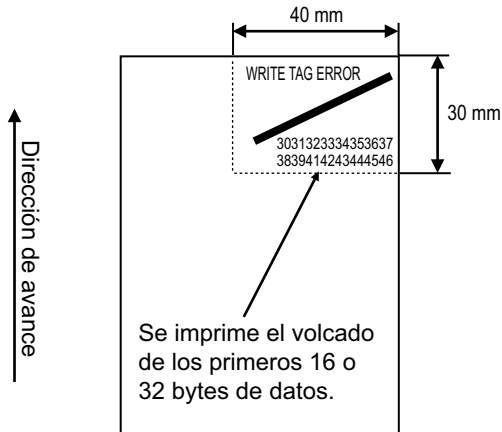 40 mm
WRITE TAG ERROR
30 mm
3031323334353637
3839414243444546
Dirección de avance
Se imprime el volcado
de los primeros 16 o
32 bytes de datos.